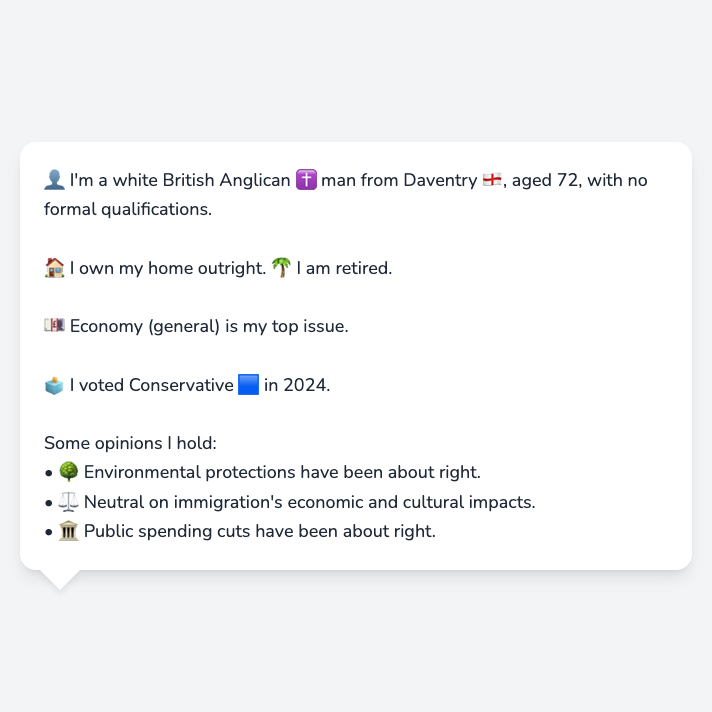 👤 I'm a white British Anglican ✝️ man from Daventry 🏴󠁧󠁢󠁥󠁮󠁧󠁿, aged 72, with no
formal qualifications.
🏠 I own my home outright. 🌴 I am retired.
💷 Economy (general) is my top issue.
🗳️ I voted Conservative 🟦 in 2024.
Some opinions I hold:
• 🌳 Environmental protections have been about right.
• ⚖️ Neutral on immigration's economic and cultural impacts.
• 🏛️ Public spending cuts have been about right.